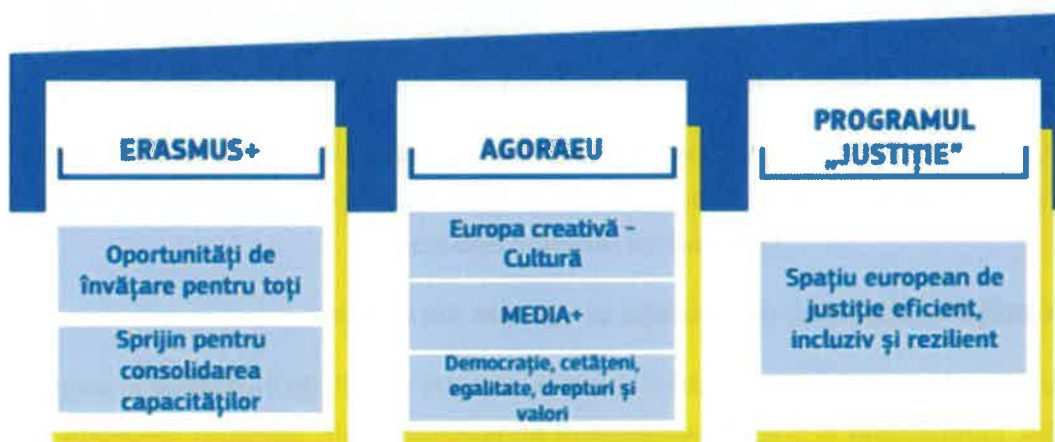 ERASMUS+
Oportunități de
învățare pentru toți
Sprijin pentru
consolidarea
capacităților
AGORAEU
Europa creativă -
Cultură
MEDIA+
Democrație, cetățeni,
egalitate, drepturi și
valori
PROGRAMUL
„JUSTIȚIE”
Spațiu european de
justiție eficient,
incluziv și rezilient